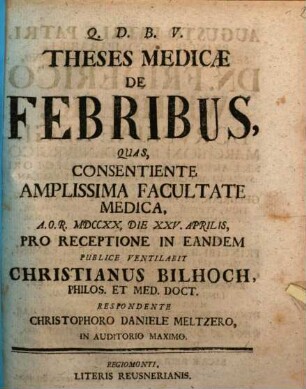 Q. D. B. V.
THESES MEDICÆ
DE
FEBRIBUS,
QUAS,
CONSENTIENTE
AMPLISSIMA FACULTATE
MEDICA,
A.O.R. MDCCXX, DIE XXV. APRILIS,
PRO RECEPTIONE IN EANDEM
PUBLICE VENTILABIT
CHRISTIANUS BILHOCH,
PHILOS. ET MED. DOCT.
RESPONDENTE
CHRISTOPHORO DANIELE MELTZERO,
IN AUDITORIO MAXIMO.
REGIOMONTI,
LITERIS REUSNERIANIS.